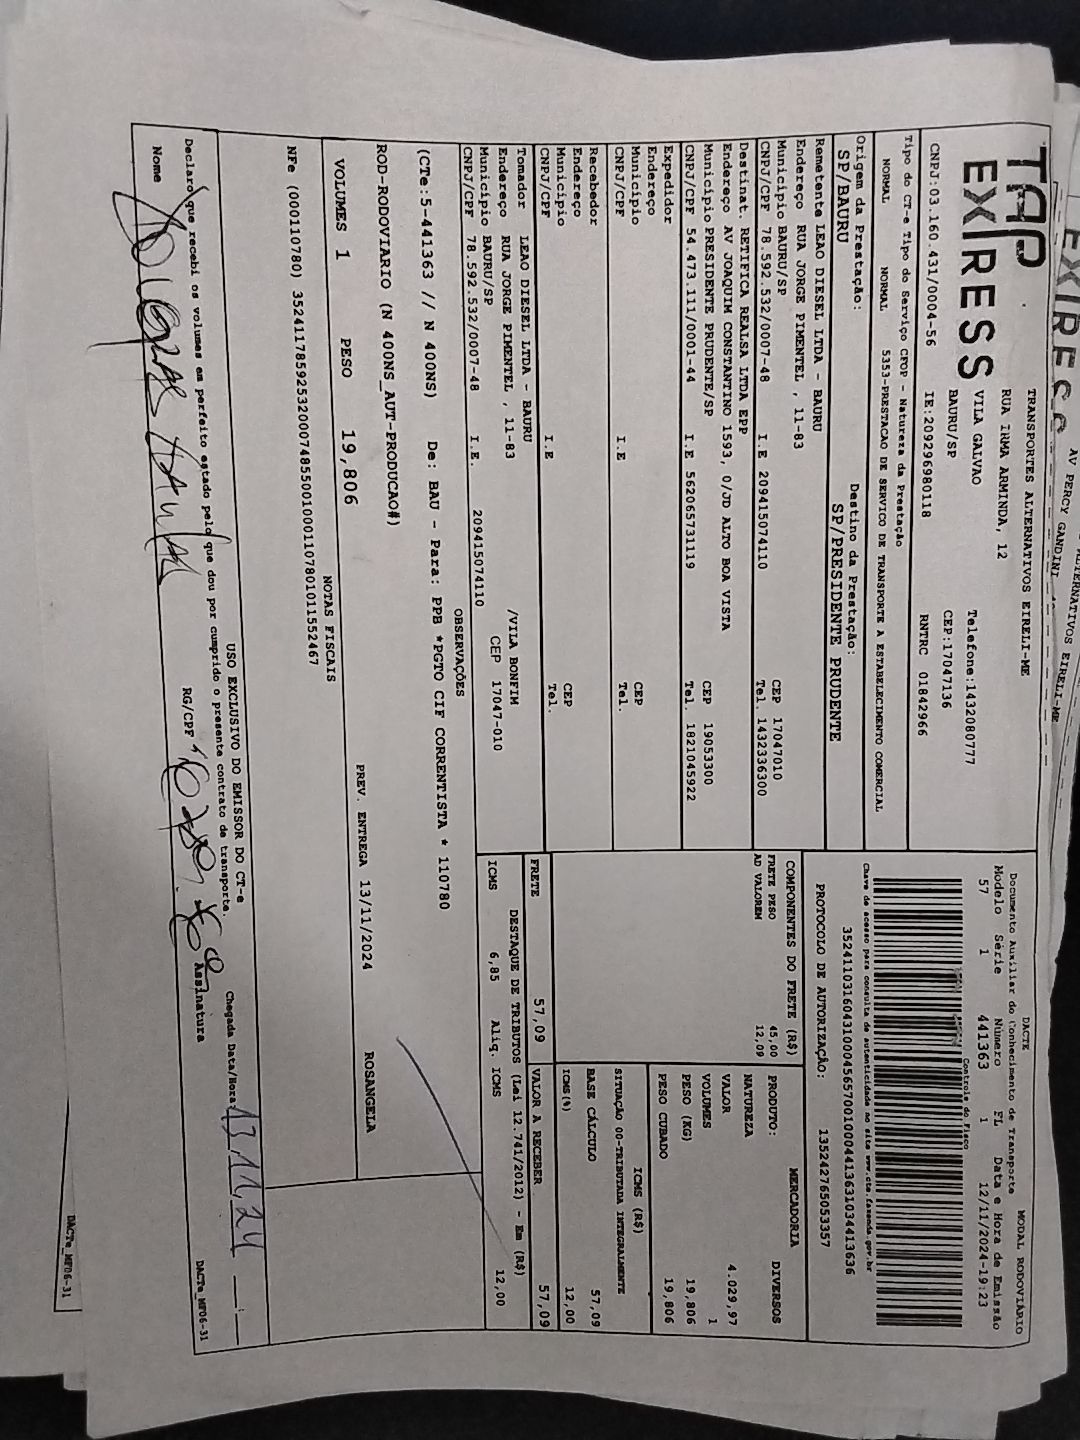 TAP
EXPRESS
TRANSPORTES ALTERNATIVOS EIRELI-ME
RUA IRMA ARMINDA, 12
VILA GALVAO Telefone:1432080777
BAURU/SP CEP:17047136
CNPJ:03.160.431/0004-56 IE:209296980118 RNTRC 01842966
DACTE MODAL RODOVIÁRIO
Documento Auxiliar do Conhecimento de Transporte
Modelo Série Número FL Data e Hora de Emissão
57 1 441363 1 12/11/2024-19:23
Controle do Fisco
Chave de acesso para consulta de autenticidade no site www.cte.fazenda.gov.br
35241103160431000456570010004413631034413636
PROTOCOLO DE AUTORIZAÇÃO: 135242765053357
Tipo do CT-e Tipo do Serviço CFOP - Natureza da Prestação
NORMAL NORMAL 5353-PRESTACAO DE SERVICO DE TRANSPORTE A ESTABELECIMENTO COMERCIAL
Origem da Prestação: Destino da Prestação:
SP/BAURU SP/PRESIDENTE PRUDENTE
Remetente LEAO DIESEL LTDA - BAURU
Endereço RUA JORGE PIMENTEL , 11-83
Município BAURU/SP CEP 17047010
CNPJ/CPF 78.592.532/0007-48 I.E 209415074110 Tel. 1432336300
Destinat. RETIFICA REALSA LTDA EPP
Endereço AV JOAQUIM CONSTANTINO 1593, 0/JD ALTO BOA VISTA
Município PRESIDENTE PRUDENTE/SP CEP 19053300
CNPJ/CPF 54.473.111/0001-44 I.E 562065731119 Tel. 1821045922
Expedidor
Endereço
Município CEP
CNPJ/CPF I.E Tel.
Recebedor
Endereço
Município CEP
CNPJ/CPF I.E Tel.
Tomador LEAO DIESEL LTDA - BAURU
Endereço RUA JORGE PIMENTEL , 11-83 /VILA BONFIM
Município BAURU/SP CEP 17047-010
CNPJ/CPF 78.592.532/0007-48 I.E. 209415074110
COMPONENTES DO FRETE (R$)
FRETE PESO 45,00
AD VALOREM 12,09
FRETE 57,09
MERCADORIA
PRODUTO: DIVERSOS
NATUREZA
VALOR 4.029,97
VOLUMES 1
PESO (KG) 19,806
PESO CUBADO 19,806
ICMS (R$)
SITUAÇÃO 00-TRIBUTADA INTEGRALMENTE
BASE CÁLCULO 57,09
ICMS(%) 12,00
VALOR A RECEBER 57,09
DESTAQUE DE TRIBUTOS (Lei 12.741/2012) - Em (R$)
ICMS 6,85 Aliq. ICMS 12,00
OBSERVAÇÕES
(CTe:5-441363 // N 400NS) De: BAU - Para: PPB *PGTO CIF CORRENTISTA * 110780
ROD-RODOVIARIO (N 400NS_AUT-PRODUCAO#)
PREV. ENTREGA 13/11/2024 ROSANGELA
VOLUMES 1 PESO 19,806
NOTAS FISCAIS
NFe (000110780) 35241178592532000748550010001107801011552467
USO EXCLUSIVO DO EMISSOR DO CT-e
Declaro que recebi os volumes em perfeito estado pelo que dou por cumprido o presente contrato de transporte.
Chegada Data/Hora 13.11.24
Nome RG/CPF Assinatura
DACTe_MF06-31
DACTe_MF06-31
AV PERCY GANDINI